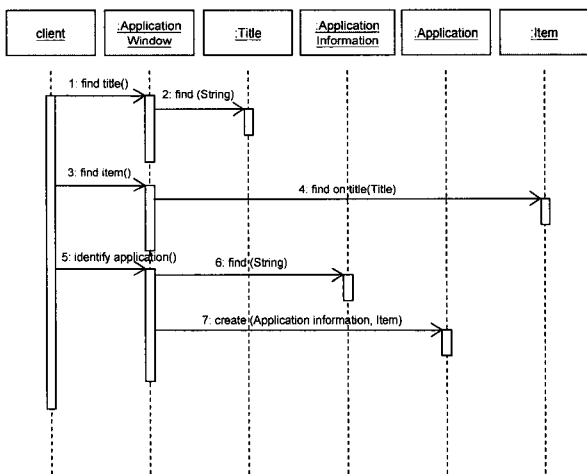 client
:Application
Window
:Title
:Application
Information
:Application
:Item
1: find title()
2: find (String)
3: find item()
4: find on title(Title)
5: identify application()
6: find (String)
7: create (Application information, Item)